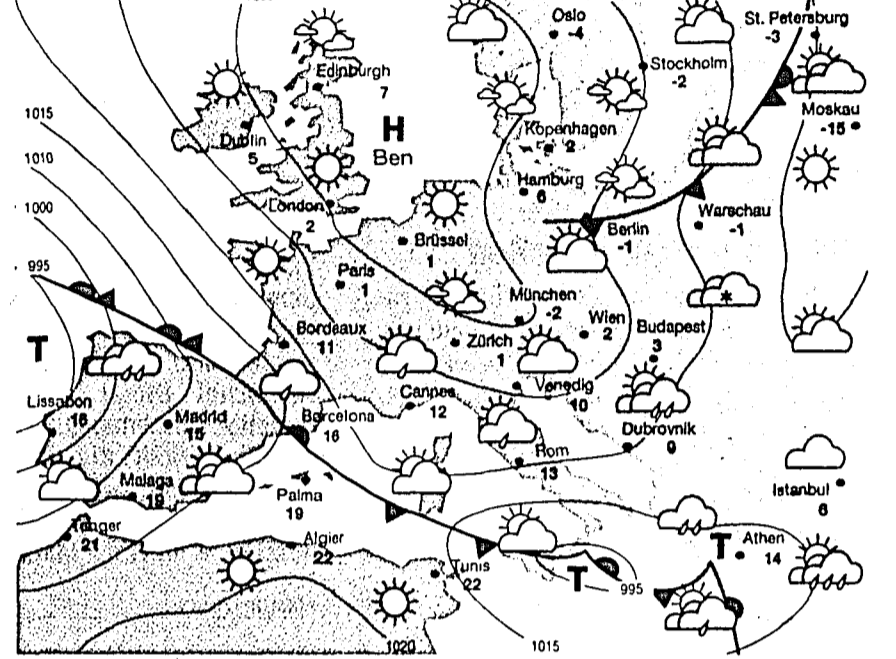 Oslo
-4
St. Petersburg
-3
Stockholm
-2
Edinburgh
7
Moskau
-15
1015
H
Ben
Dublin
5
Kopenhagen
2
1010
Hamburg
6
1000
London
2
Warschau
-1
Berlin
-1
Brüssel
1
995
Paris
1
München
-2
Wien
2
Budapest
3
Bordeaux
11
Zürich
1
T
Venedig
10
Cannes
12
Lissabon
16
Madrid
15
Barcelona
16
Dubrovnik
Rom
13
Malaga
19
Palma
19
Istanbul
6
Tanger
21
Algier
22
T
Athen
14
Tunis
22
T
995
1020
1015